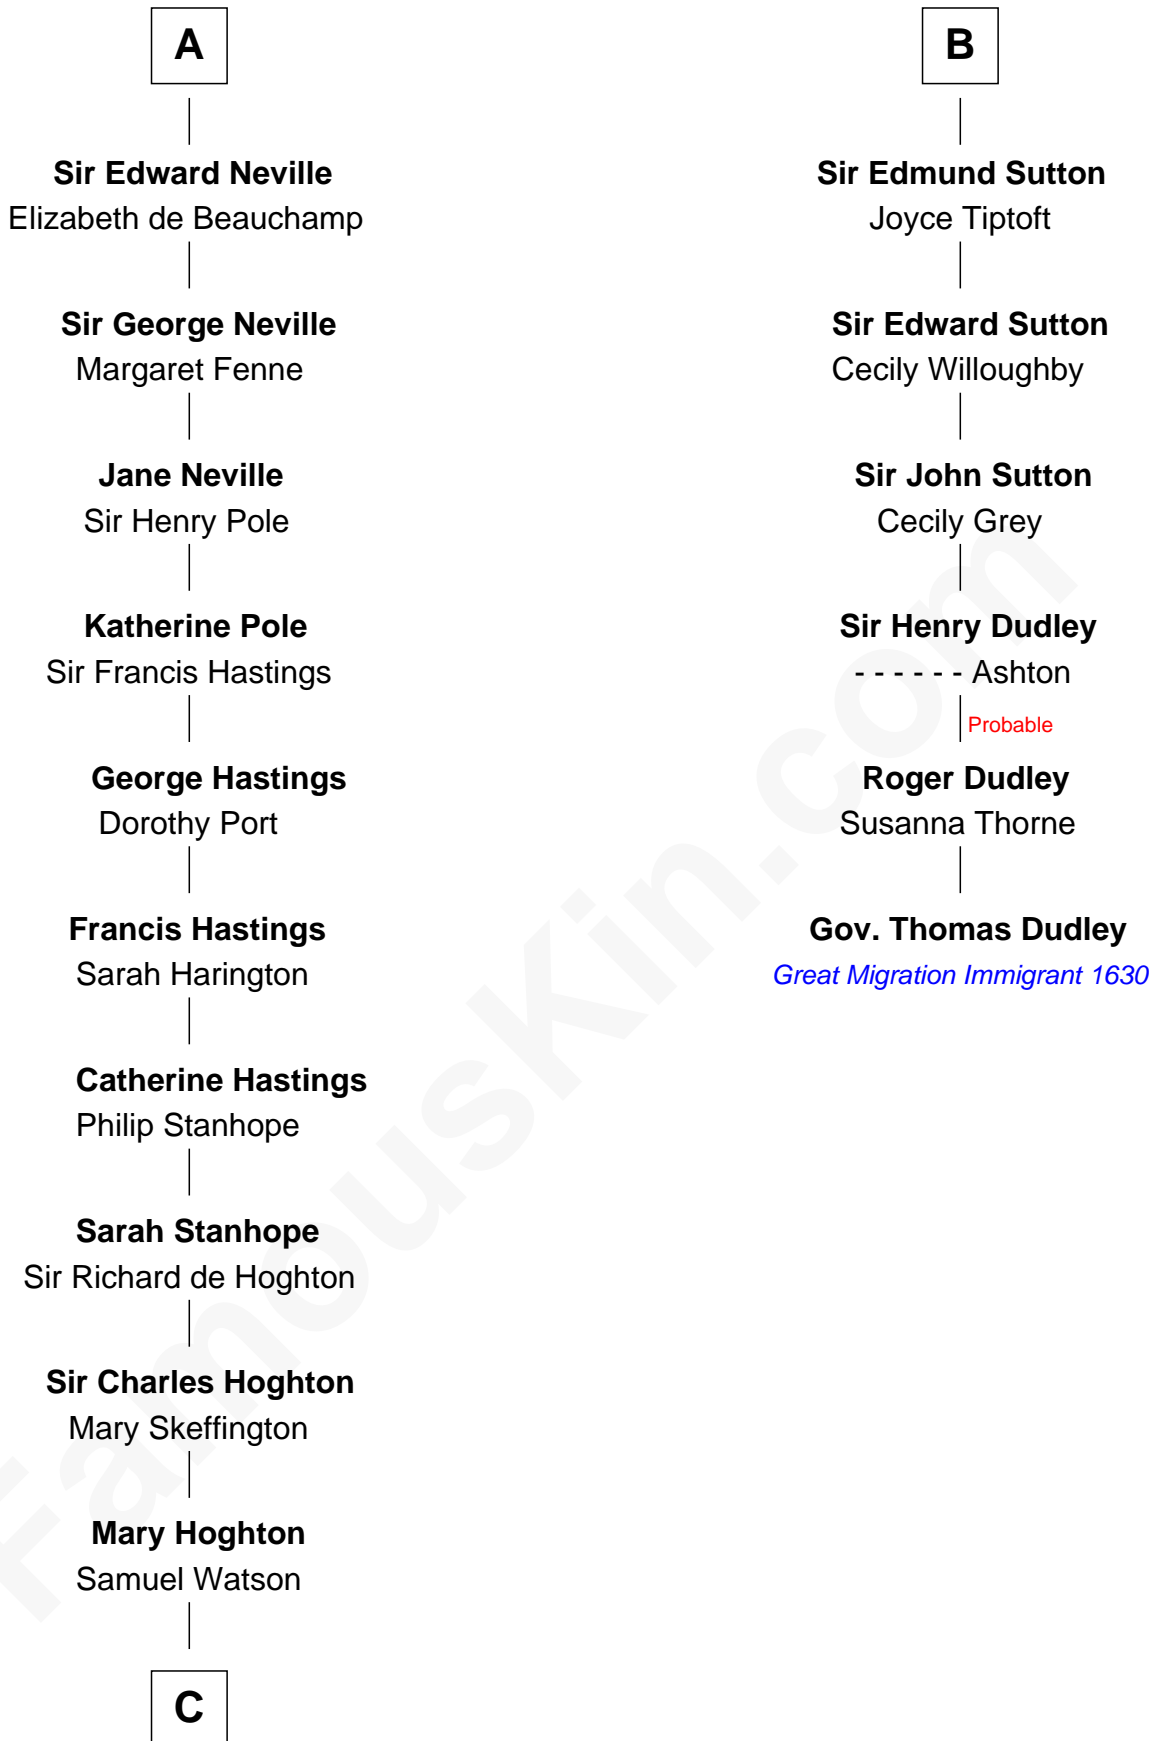 A
Sir Edward Neville
Elizabeth de Beauchamp
Sir George Neville
Margaret Fenne
Jane Neville
Sir Henry Pole
Katherine Pole
Sir Francis Hastings
George Hastings
Dorothy Port
Francis Hastings
Sarah Harington
Catherine Hastings
Philip Stanhope
Sarah Stanhope
Sir Richard de Hoghton
Sir Charles Hoghton
Mary Skeffington
Mary Hoghton
Samuel Watson
C
B
Sir Edmund Sutton
Joyce Tiptoft
Sir Edward Sutton
Cecily Willoughby
Sir John Sutton
Cecily Grey
Sir Henry Dudley
- - - - - - Ashton
Probable
Roger Dudley
Susanna Thorne
Gov. Thomas Dudley
Great Migration Immigrant 1630
FamousKin.com